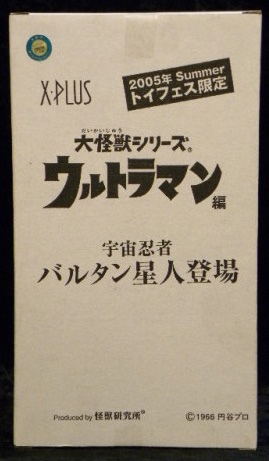 X·PLUS
2005年 Summer
トイフェス限定
だいかいじゅう
大怪獣シリーズ®
ウルトラマン編
宇宙忍者
バルタン星人登場
Produced by 怪獣研究所®
©1966 円谷プロ